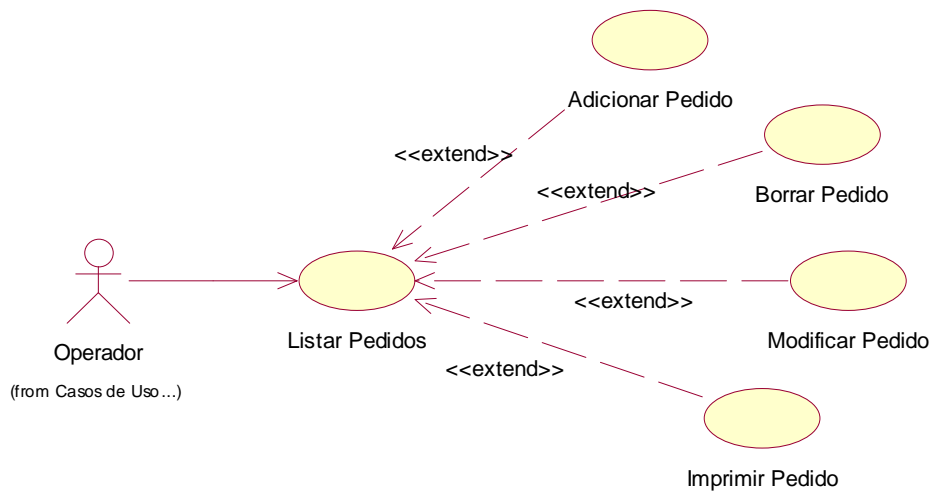 Adicionar Pedido
<<extend>>
<<extend>>
Borrar Pedido
<<extend>>
Listar Pedidos
Modificar Pedido
Operador
<<extend>>
(from Casos de Uso...)
Imprimir Pedido